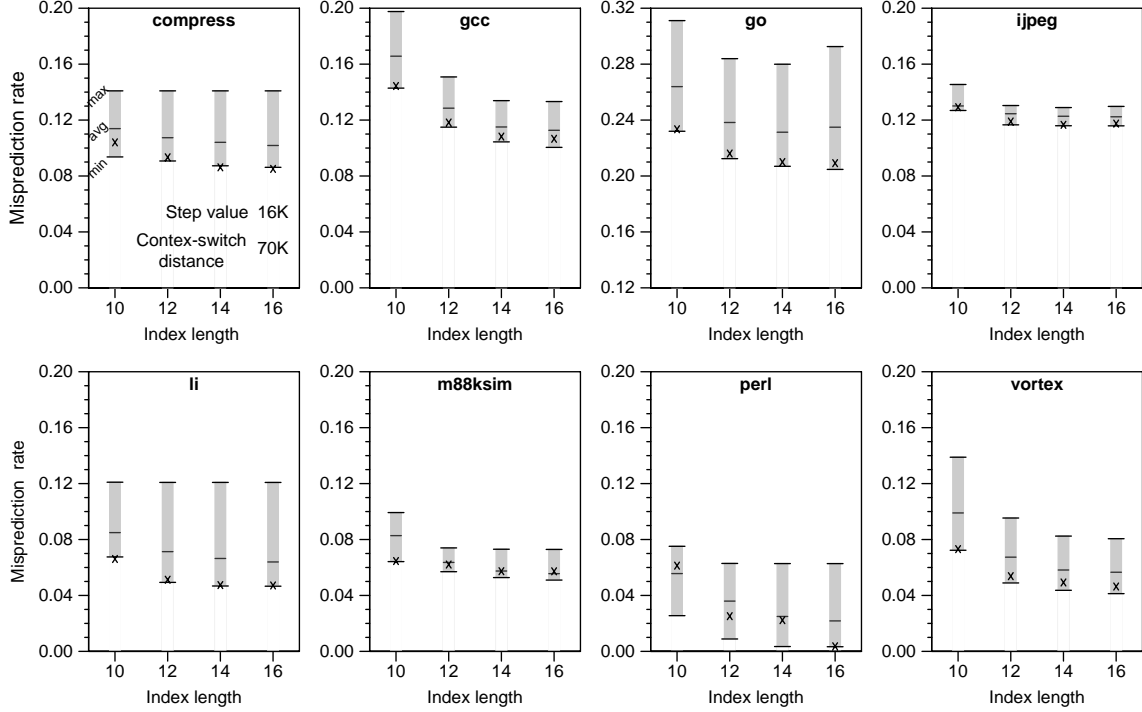 compress
gcc
go
ijpeg
0.20
0.16
0.12
0.08
0.04
0.00
Misprediction rate
max
avg
min
Step value 16K
Contex-switch 70K
distance
10 12 14 16
Index length
0.20
0.16
0.12
0.08
0.04
0.00
10 12 14 16
Index length
0.32
0.28
0.24
0.20
0.16
0.12
10 12 14 16
Index length
0.20
0.16
0.12
0.08
0.04
0.00
10 12 14 16
Index length
li
m88ksim
perl
vortex
0.20
0.16
0.12
0.08
0.04
0.00
Misprediction rate
10 12 14 16
Index length
0.20
0.16
0.12
0.08
0.04
0.00
10 12 14 16
Index length
0.20
0.16
0.12
0.08
0.04
0.00
10 12 14 16
Index length
0.20
0.16
0.12
0.08
0.04
0.00
10 12 14 16
Index length